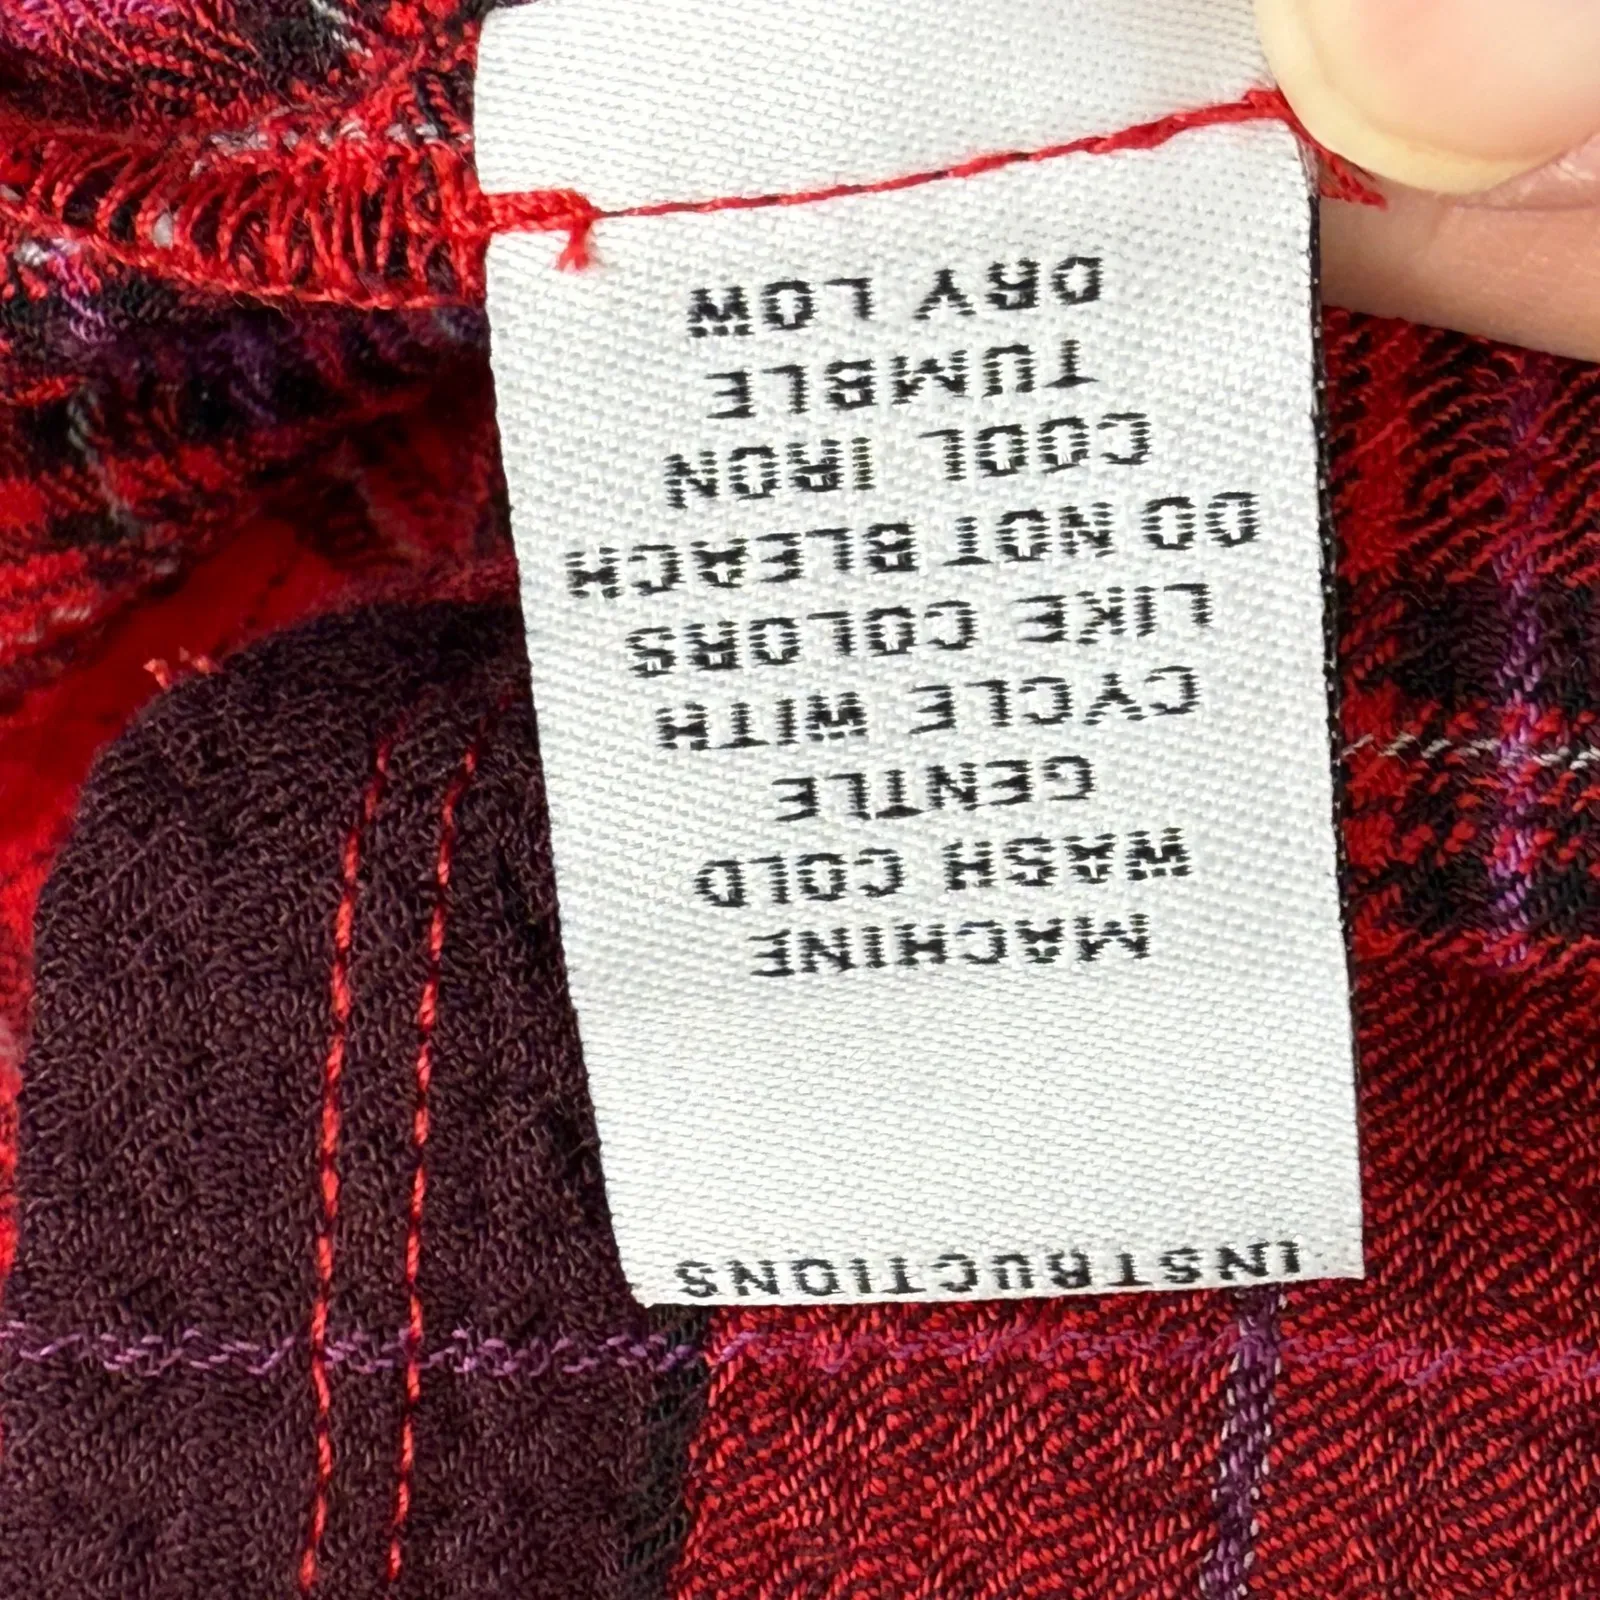 INSTRUCTIONS
MACHINE
WASH COLD
GENTLE
CYCLE WITH
LIKE COLORS
DO NOT BLEACH
COOL IRON
TUMBLE
DRY LOW